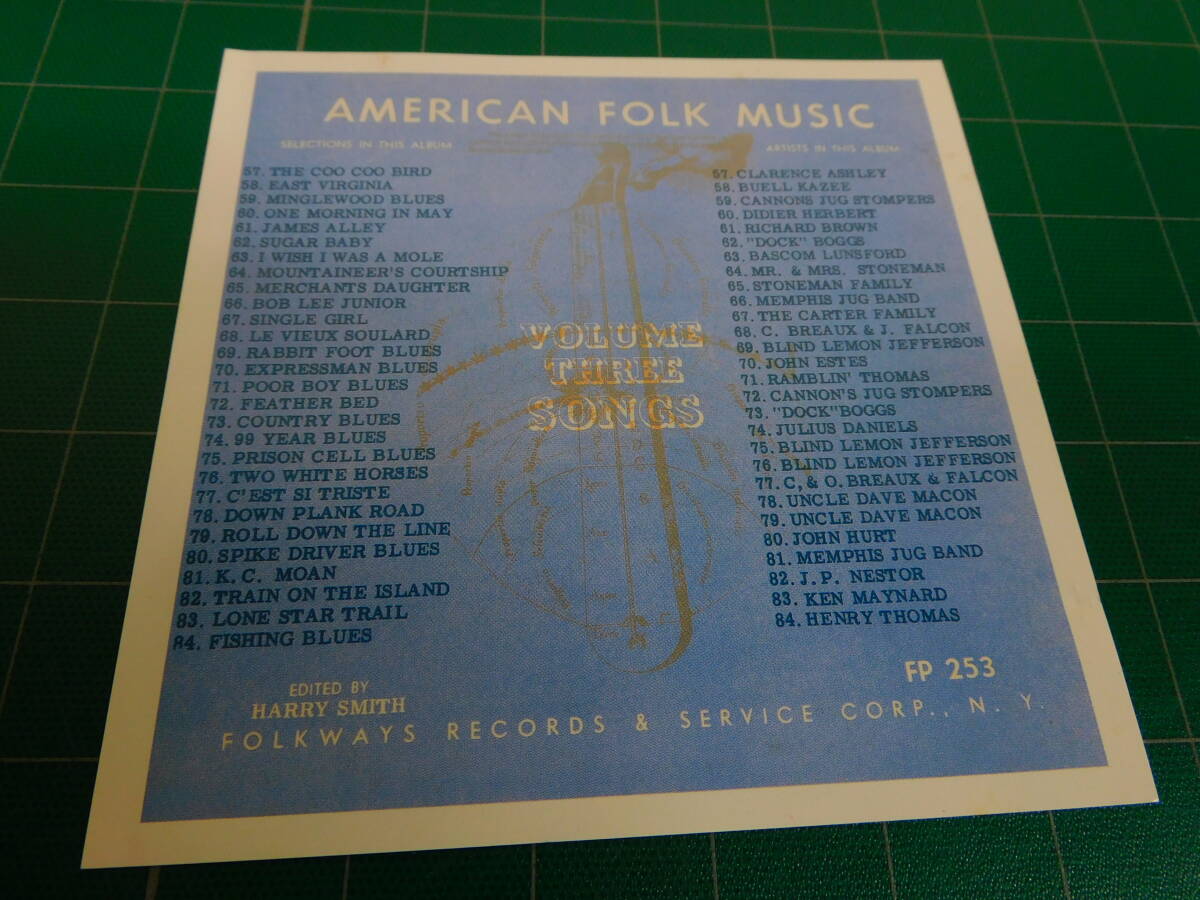 AMERICAN FOLK MUSIC
SELECTIONS IN THIS ALBUM
57. THE COO COO BIRD
58. EAST VIRGINIA
59. MINGLEWOOD BLUES
60. ONE MORNING IN MAY
61. JAMES ALLEY
62. SUGAR BABY
63. I WISH I WAS A MOLE
64. MOUNTAINEER'S COURTSHIP
65. MERCHANTS DAUGHTER
66. BOB LEE JUNIOR
67. SINGLE GIRL
68. LE VIEUX SOULARD
69. RABBIT FOOT BLUES
70. EXPRESSMAN BLUES
71. POOR BOY BLUES
72. FEATHER BED
73. COUNTRY BLUES
74. 99 YEAR BLUES
75. PRISON CELL BLUES
76. TWO WHITE HORSES
77. C'EST SI TRISTE
78. DOWN PLANK ROAD
79. ROLL DOWN THE LINE
80. SPIKE DRIVER BLUES
81. K. C. MOAN
82. TRAIN ON THE ISLAND
83. LONE STAR TRAIL
84. FISHING BLUES
VOLUME
THREE
SONGS
ARTISTS IN THIS ALBUM
57. CLARENCE ASHLEY
58. BUELL KAZEE
59. CANNONS JUG STOMPERS
60. DIDIER HERBERT
61. RICHARD BROWN
62. "DOCK" BOGGS
63. BASCOM LUNSFORD
64. MR. & MRS. STONEMAN
65. STONEMAN FAMILY
66. MEMPHIS JUG BAND
67. THE CARTER FAMILY
68. C. BREAUX & J. FALCON
69. BLIND LEMON JEFFERSON
70. JOHN ESTES
71. RAMBLIN' THOMAS
72. CANNON'S JUG STOMPERS
73. "DOCK"BOGGS
74. JULIUS DANIELS
75. BLIND LEMON JEFFERSON
76. BLIND LEMON JEFFERSON
77. C, & O. BREAUX & FALCON
78. UNCLE DAVE MACON
79. UNCLE DAVE MACON
80. JOHN HURT
81. MEMPHIS JUG BAND
82. J. P. NESTOR
83. KEN MAYNARD
84. HENRY THOMAS
FP 253
EDITED BY
HARRY SMITH
FOLKWAYS RECORDS & SERVICE CORP., N. Y.